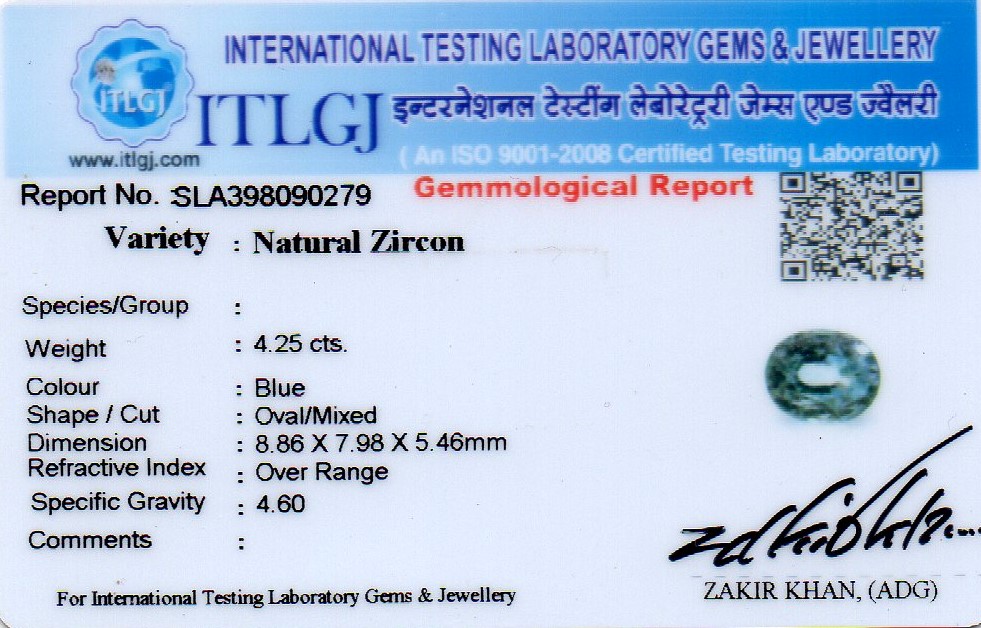 INTERNATIONAL TESTING LABORATORY GEMS & JEWELLERY
ITLGJ
ITLGJ इन्टरनेशनल टेस्टींग लेबोरेट्ररी जेम्स एण्ड ज्वैलरी
www.itlgj.com
( An ISO 9001-2008 Certified Testing Laboratory)
Report No. :SLA398090279
Gemmological Report
Variety : Natural Zircon
Species/Group :
Weight : 4.25 cts.
Colour : Blue
Shape / Cut : Oval/Mixed
Dimension : 8.86 X 7.98 X 5.46mm
Refractive Index : Over Range
Specific Gravity : 4.60
Comments :
ZAKIR KHAN, (ADG)
For International Testing Laboratory Gems & Jewellery